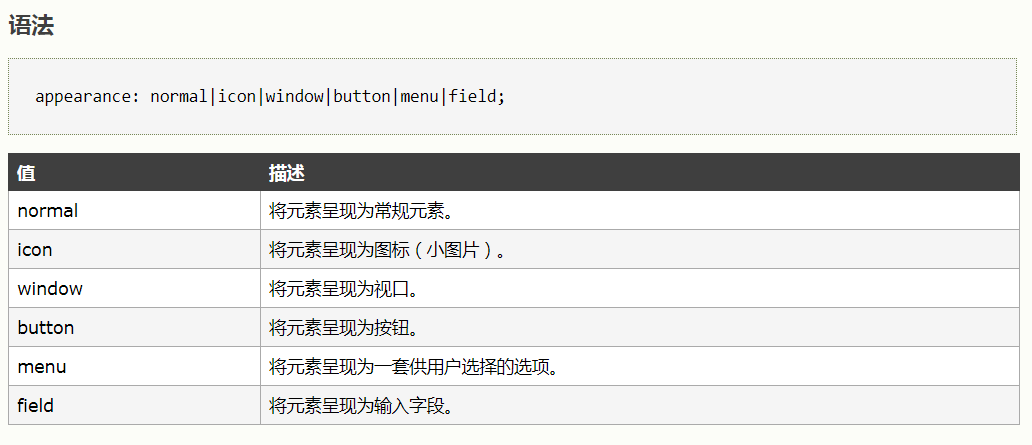 语法
appearance: normal|icon|window|button|menu|field;
值 描述
normal 将元素呈现为常规元素。
icon 将元素呈现为图标（小图片）。
window 将元素呈现为视口。
button 将元素呈现为按钮。
menu 将元素呈现为一套供用户选择的选项。
field 将元素呈现为输入字段。